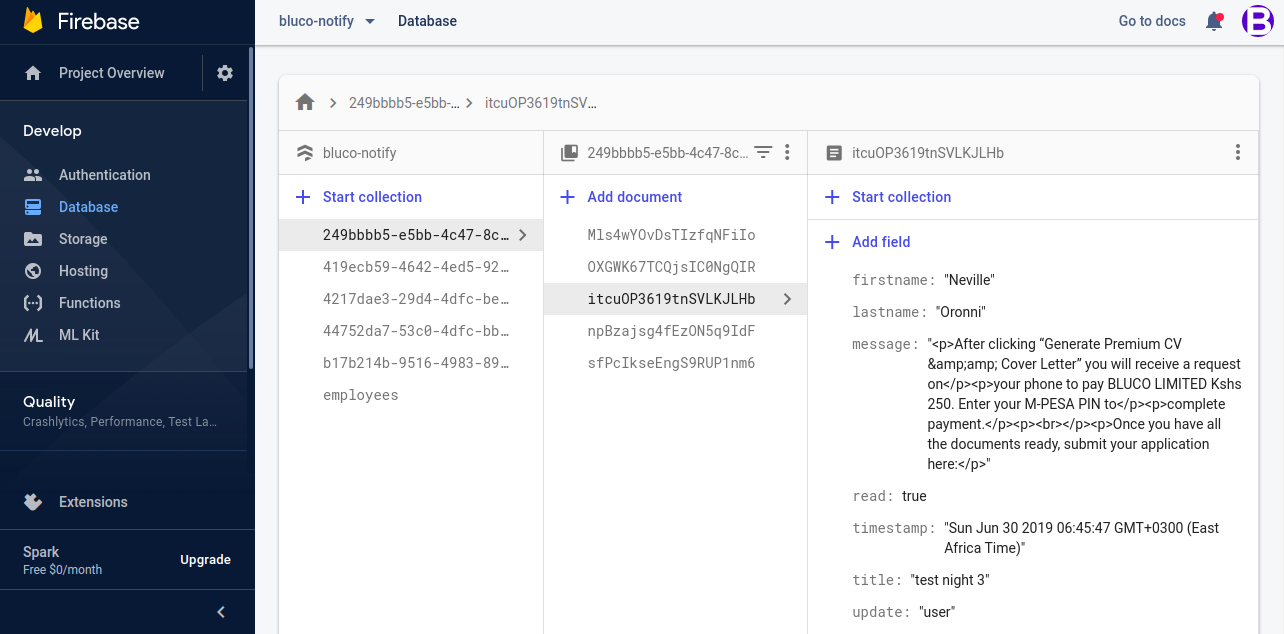 Firebase
Project Overview
Develop
Authentication
Database
Storage
Hosting
Functions
ML Kit
Quality
Crashlytics, Performance, Test La...
Extensions
Spark
Free $0/month
Upgrade
bluco-notify
Database
Go to docs
B
249bbbb5-e5bb-...
itcuOP3619tnSV...
bluco-notify
Start collection
249bbbb5-e5bb-4c47-8c...
419ecb59-4642-4ed5-92...
4217dae3-29d4-4dfc-be...
44752da7-53c0-4dfc-bb...
b17b214b-9516-4983-89...
employees
249bbbb5-e5bb-4c47-8c...
Add document
Mls4wYOvDsTIzfqNFiIo
OXGWK67TCQjsIC0NgQIR
itcuOP3619tnSVLKJLHb
npBzajsg4fEzON5q9IdF
sfPcIkseEngS9RUP1nm6
itcuOP3619tnSVLKJLHb
Start collection
Add field
firstname: "Neville"
lastname: "Oronni"
message: "<p>After clicking “Generate Premium CV
&amp;amp; Cover Letter” you will receive a request
on</p><p>your phone to pay BLUCO LIMITED Kshs
250. Enter your M-PESA PIN to</p><p>complete
payment.</p><p><br></p><p>Once you have all
the documents ready, submit your application
here:</p>"
read: true
timestamp: "Sun Jun 30 2019 06:45:47 GMT+0300 (East
Africa Time)"
title: "test night 3"
update: "user"